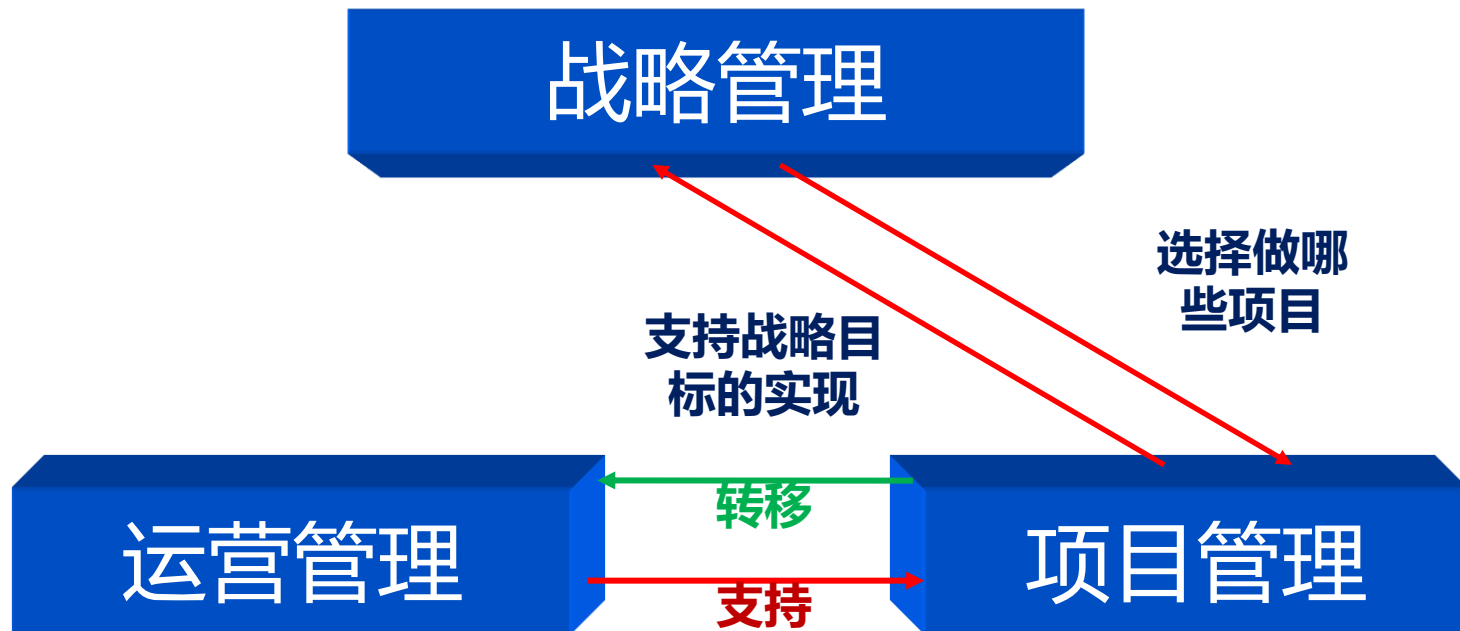 战略管理
选择做哪
些项目
支持战略目
标的实现
转移
运营管理
项目管理
支持